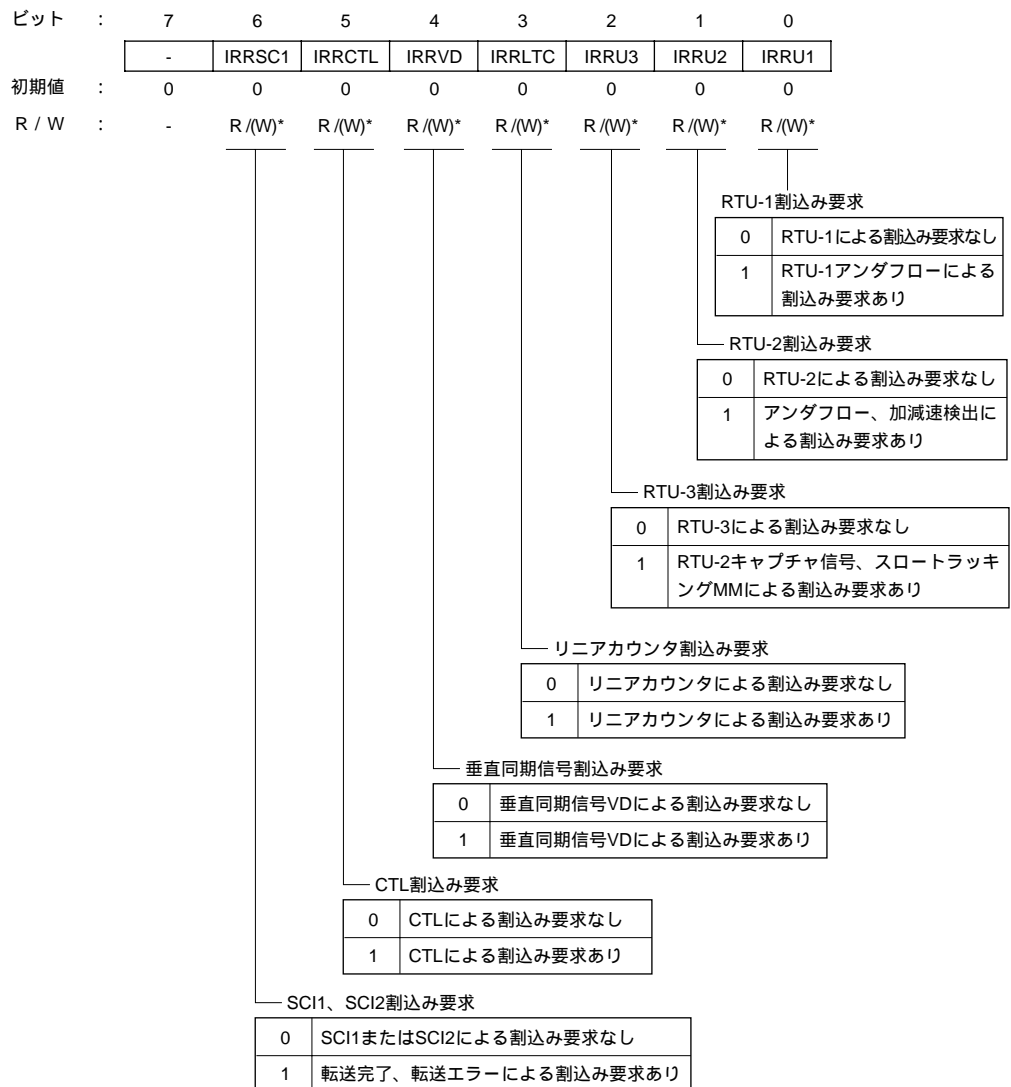 ビット : 7 6 5 4 3 2 1 0
- IRRSC1 IRRCTL IRRVD IRRLTC IRRU3 IRRU2 IRRU1
初期値 : 0 0 0 0 0 0 0 0
R / W : - R /(W)* R /(W)* R /(W)* R /(W)* R /(W)* R /(W)* R /(W)*
RTU-1割込み要求
0 RTU-1による割込み要求なし
1 RTU-1アンダフローによる
割込み要求あり
RTU-2割込み要求
0 RTU-2による割込み要求なし
1 アンダフロー、加減速検出に
よる割込み要求あり
RTU-3割込み要求
0 RTU-3による割込み要求なし
1 RTU-2キャプチャ信号、スロートラッキ
ングMMによる割込み要求あり
リニアカウンタ割込み要求
0 リニアカウンタによる割込み要求なし
1 リニアカウンタによる割込み要求あり
垂直同期信号割込み要求
0 垂直同期信号VDによる割込み要求なし
1 垂直同期信号VDによる割込み要求あり
CTL割込み要求
0 CTLによる割込み要求なし
1 CTLによる割込み要求あり
SCI1、SCI2割込み要求
0 SCI1またはSCI2による割込み要求なし
1 転送完了、転送エラーによる割込み要求あり